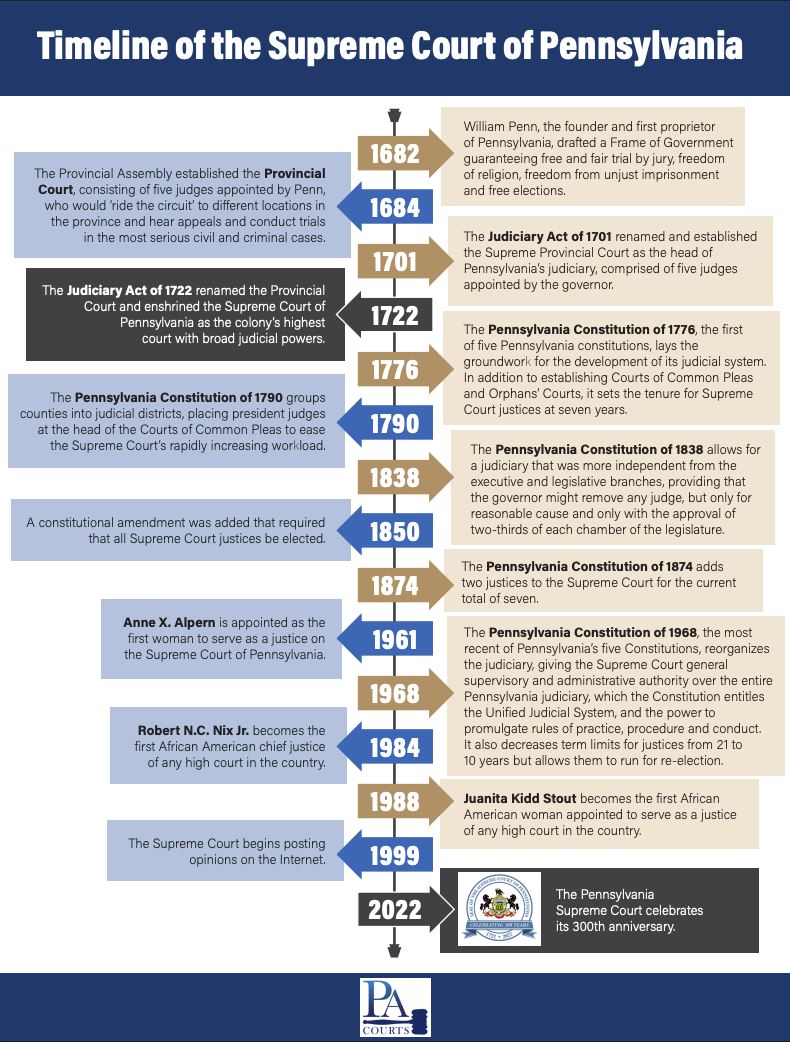 Timeline of the Supreme Court of Pennsylvania
1682
William Penn, the founder and first proprietor
of Pennsylvania, drafted a Frame of Government
guaranteeing free and fair trial by jury, freedom
of religion, freedom from unjust imprisonment
and free elections.
The Provincial Assembly established the Provincial
Court, consisting of five judges appointed by Penn,
who would 'ride the circuit' to different locations in
the province and hear appeals and conduct trials
in the most serious civil and criminal cases.
1684
1701
The Judiciary Act of 1701 renamed and established
the Supreme Provincial Court as the head of
Pennsylvania's judiciary, comprised of five judges
appointed by the governor.
The Judiciary Act of 1722 renamed the Provincial
Court and enshrined the Supreme Court of
Pennsylvania as the colony's highest
court with broad judicial powers.
1722
1776
The Pennsylvania Constitution of 1776, the first
of five Pennsylvania constitutions, lays the
groundwork for the development of its judicial system.
In addition to establishing Courts of Common Pleas
and Orphans' Courts, it sets the tenure for Supreme
Court justices at seven years.
The Pennsylvania Constitution of 1790 groups
counties into judicial districts, placing president judges
at the head of the Courts of Common Pleas to ease
the Supreme Court's rapidly increasing workload.
1790
1838
The Pennsylvania Constitution of 1838 allows for
a judiciary that was more independent from the
executive and legislative branches, providing that
the governor might remove any judge, but only for
reasonable cause and only with the approval of
two-thirds of each chamber of the legislature.
A constitutional amendment was added that required
that all Supreme Court justices be elected.
1850
1874
The Pennsylvania Constitution of 1874 adds
two justices to the Supreme Court for the current
total of seven.
Anne X. Alpern is appointed as the
first woman to serve as a justice on
the Supreme Court of Pennsylvania.
1961
1968
The Pennsylvania Constitution of 1968, the most
recent of Pennsylvania's five Constitutions, reorganizes
the judiciary, giving the Supreme Court general
supervisory and administrative authority over the entire
Pennsylvania judiciary, which the Constitution entitles
the Unified Judicial System, and the power to
promulgate rules of practice, procedure and conduct.
It also decreases term limits for justices from 21 to
10 years but allows them to run for re-election.
Robert N.C. Nix Jr. becomes the
first African American chief justice
of any high court in the country.
1984
1988
Juanita Kidd Stout becomes the first African
American woman appointed to serve as a justice
of any high court in the country.
The Supreme Court begins posting
opinions on the Internet.
1999
2022
SEAL OF THE SUPREME COURT OF PENNSYLVANIA
CELEBRATING 300 YEARS
1722 2022
The Pennsylvania
Supreme Court celebrates
its 300th anniversary.
PA
COURTS